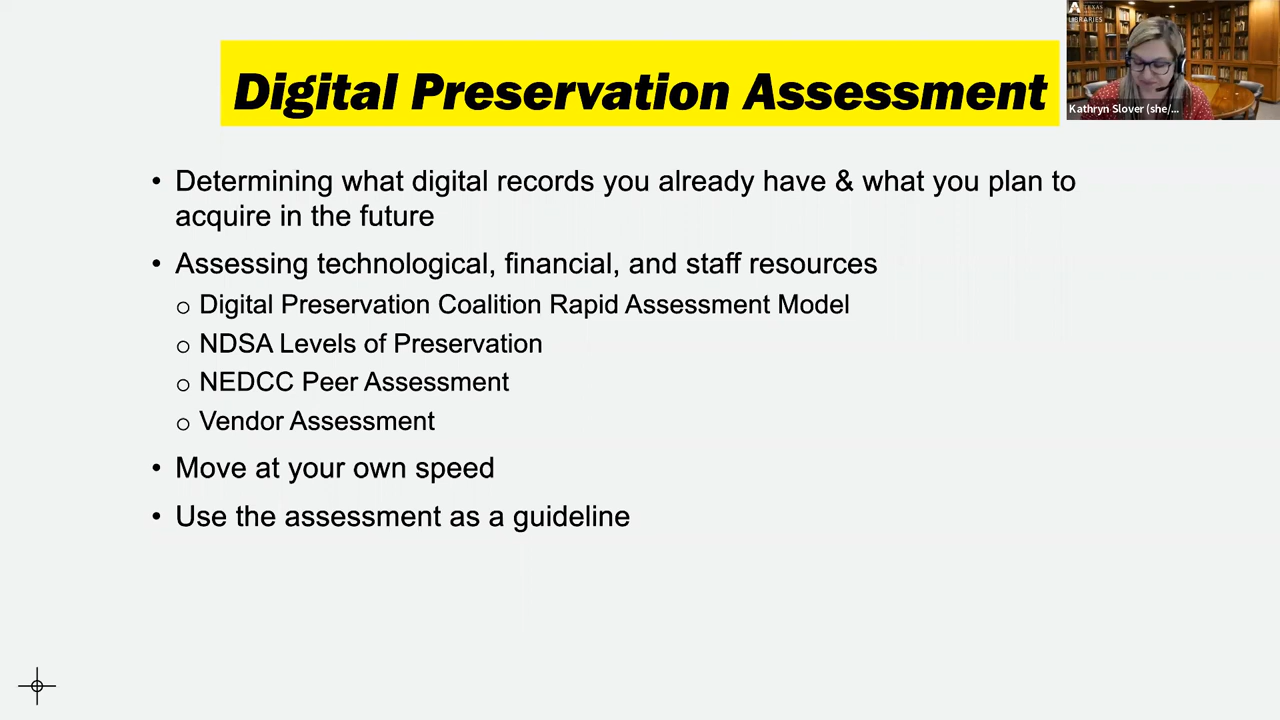 Digital Preservation Assessment
A TEXAS
LIBRARIES
Kathryn Slover (she/...
• Determining what digital records you already have & what you plan to
acquire in the future
• Assessing technological, financial, and staff resources
o Digital Preservation Coalition Rapid Assessment Model
o NDSA Levels of Preservation
o NEDCC Peer Assessment
o Vendor Assessment
• Move at your own speed
• Use the assessment as a guideline